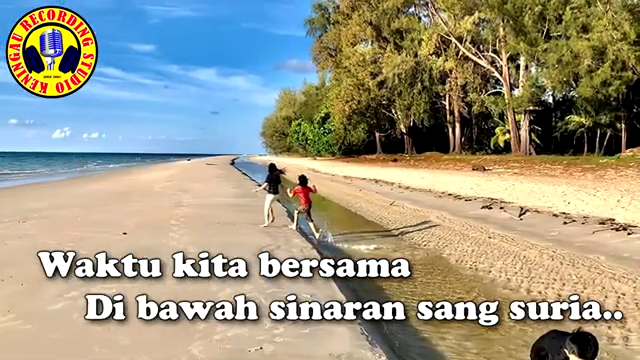 KENINGAU RECORDING STUDIO
Waktu kita bersama
Di bawah sinaran sang suria..